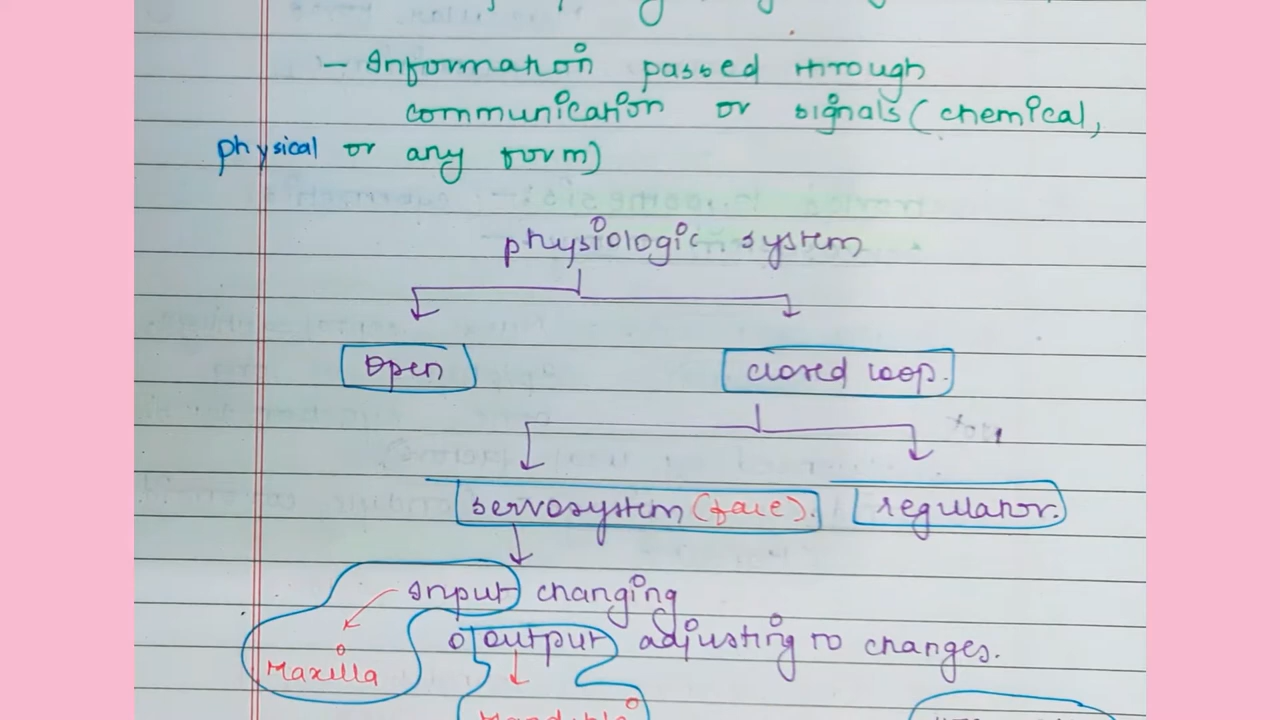 - Information passed through
communication or signals (chemical,
physical or any form)
physiologic system
Open
closed loop.
servosystem (face).
regulator.
Input changing
output adjusting to changes.
Maxilla